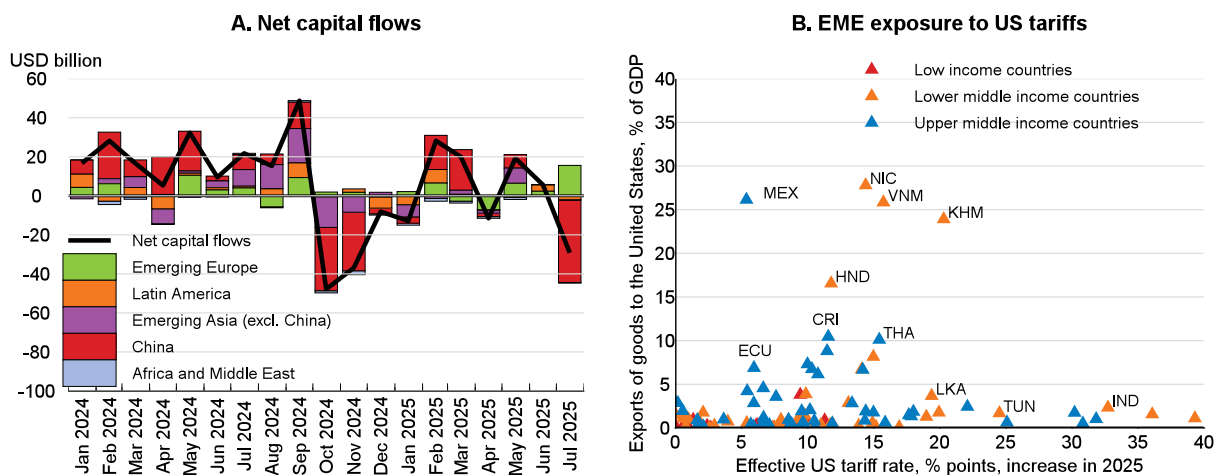 A. Net capital flows
USD billion
60
40
20
0
-20
-40
-60
-80
-100
Net capital flows
Emerging Europe
Latin America
Emerging Asia (excl. China)
China
Africa and Middle East
Jan 2024
Feb 2024
Mar 2024
Apr 2024
May 2024
Jun 2024
Jul 2024
Aug 2024
Sep 2024
Oct 2024
Nov 2024
Dec 2024
Jan 2025
Feb 2025
Mar 2025
Apr 2025
May 2025
Jun 2025
Jul 2025
B. EME exposure to US tariffs
Exports of goods to the United States, % of GDP
40
35
30
25
20
15
10
5
0
Low income countries
Lower middle income countries
Upper middle income countries
MEX
NIC
VNM
KHM
HND
CRI
THA
ECU
LKA
TUN
IND
0
5
10
15
20
25
30
35
40
Effective US tariff rate, % points, increase in 2025